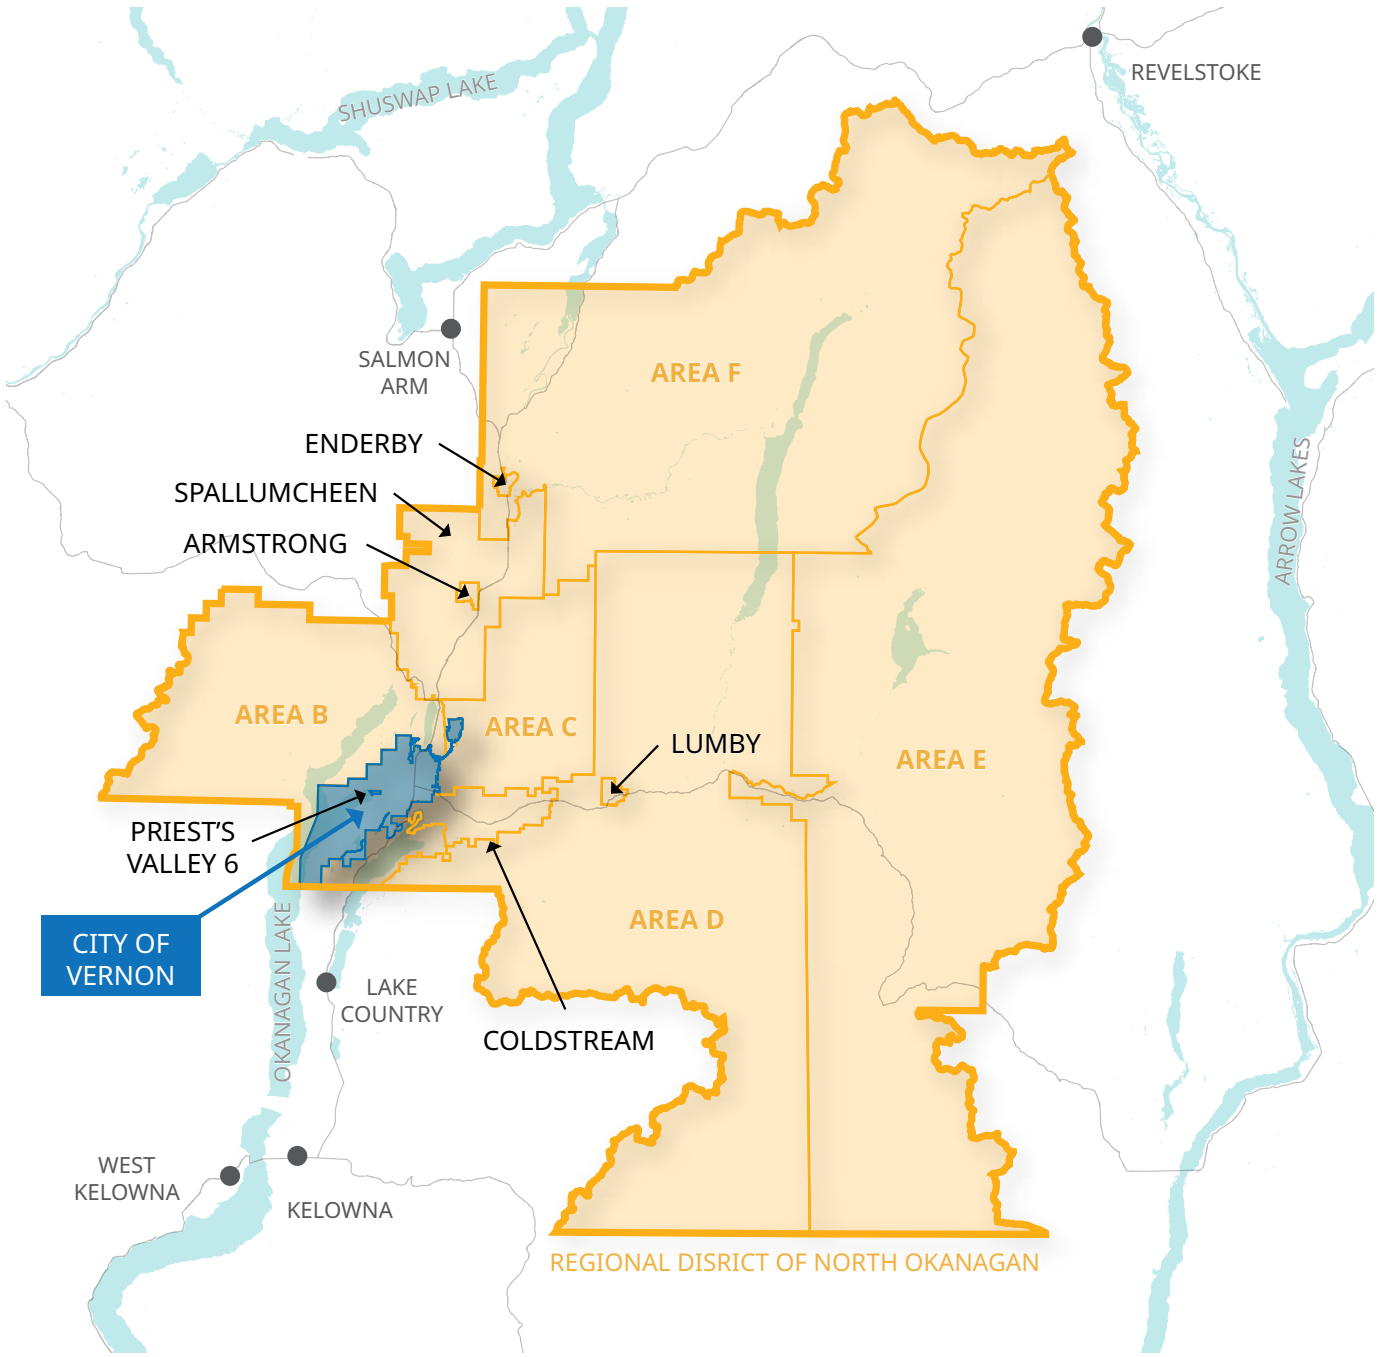 REVELSTOKE
SHUSWAP LAKE
SALMON
ARM
AREA F
ENDERBY
SPALLUMCHEEN
ARMSTRONG
ARROW LAKES
AREA B
AREA C
LUMBY
AREA E
PRIEST'S
VALLEY 6
AREA D
CITY OF
VERNON
OKANAGAN LAKE
LAKE
COUNTRY
COLDSTREAM
WEST
KELOWNA
KELOWNA
REGIONAL DISRICT OF NORTH OKANAGAN